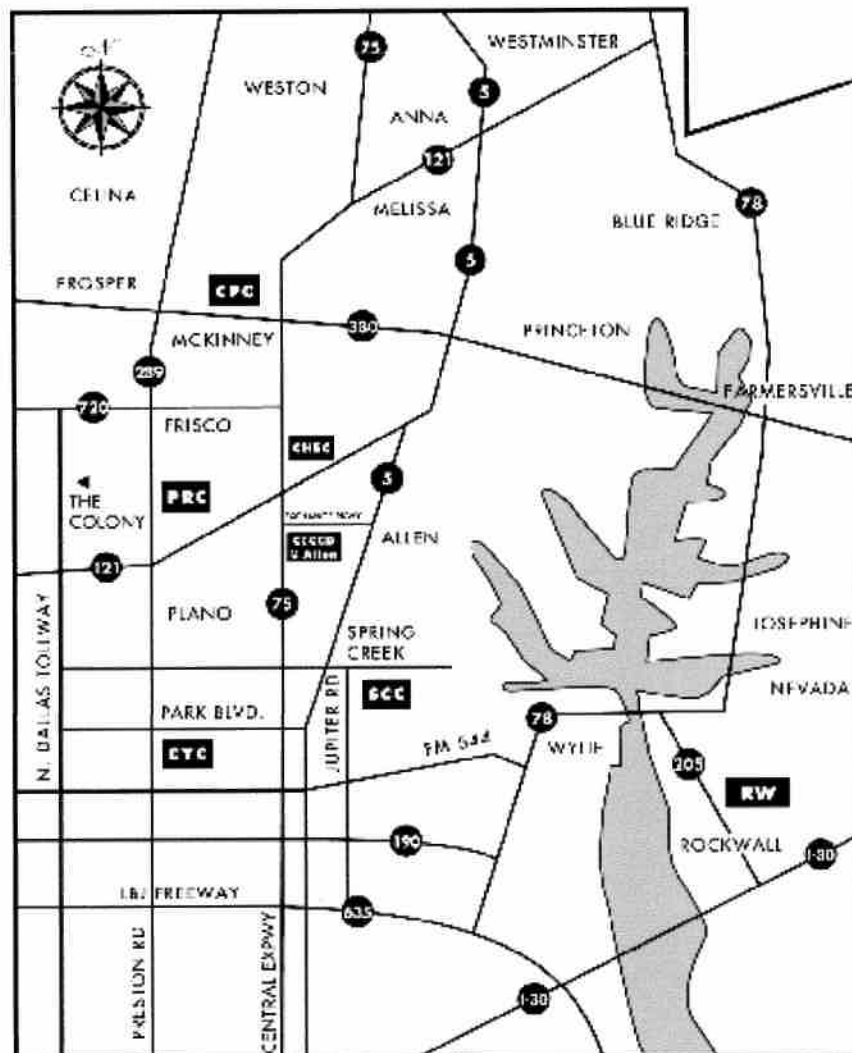 75
WESTMINSTER
WESTON
5
ANNA
121
CELINA
MELISSA
78
BLUE RIDGE
5
PROSPER
CPC
380
PRINCETON
MCKINNEY
289
FARMERSVILLE
720
FRISCO
CHEC
5
THE
COLONY
PRC
ALLEN
121
75
PLANO
JOSEPHINE
SPRING
CREEK
N. DALLAS TOLLWAY
JUPITER RD
SCC
NEVADA
PARK BLVD.
78
FM 544
WYLIE
CYC
205
RW
190
ROCKWALL
I-30
LBJ FREEWAY
635
PRESTON RD
CENTRAL EXPWY
I-30